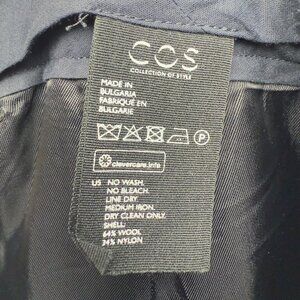 COS
COLLECTION OF STYLE
MADE IN
BULGARIA
FABRIQUÉ EN
BULGARIE
P
clevercare.info
US NO WASH.
NO BLEACH.
LINE DRY.
MEDIUM IRON.
DRY CLEAN ONLY.
SHELL:
64% WOOL
34% NYLON